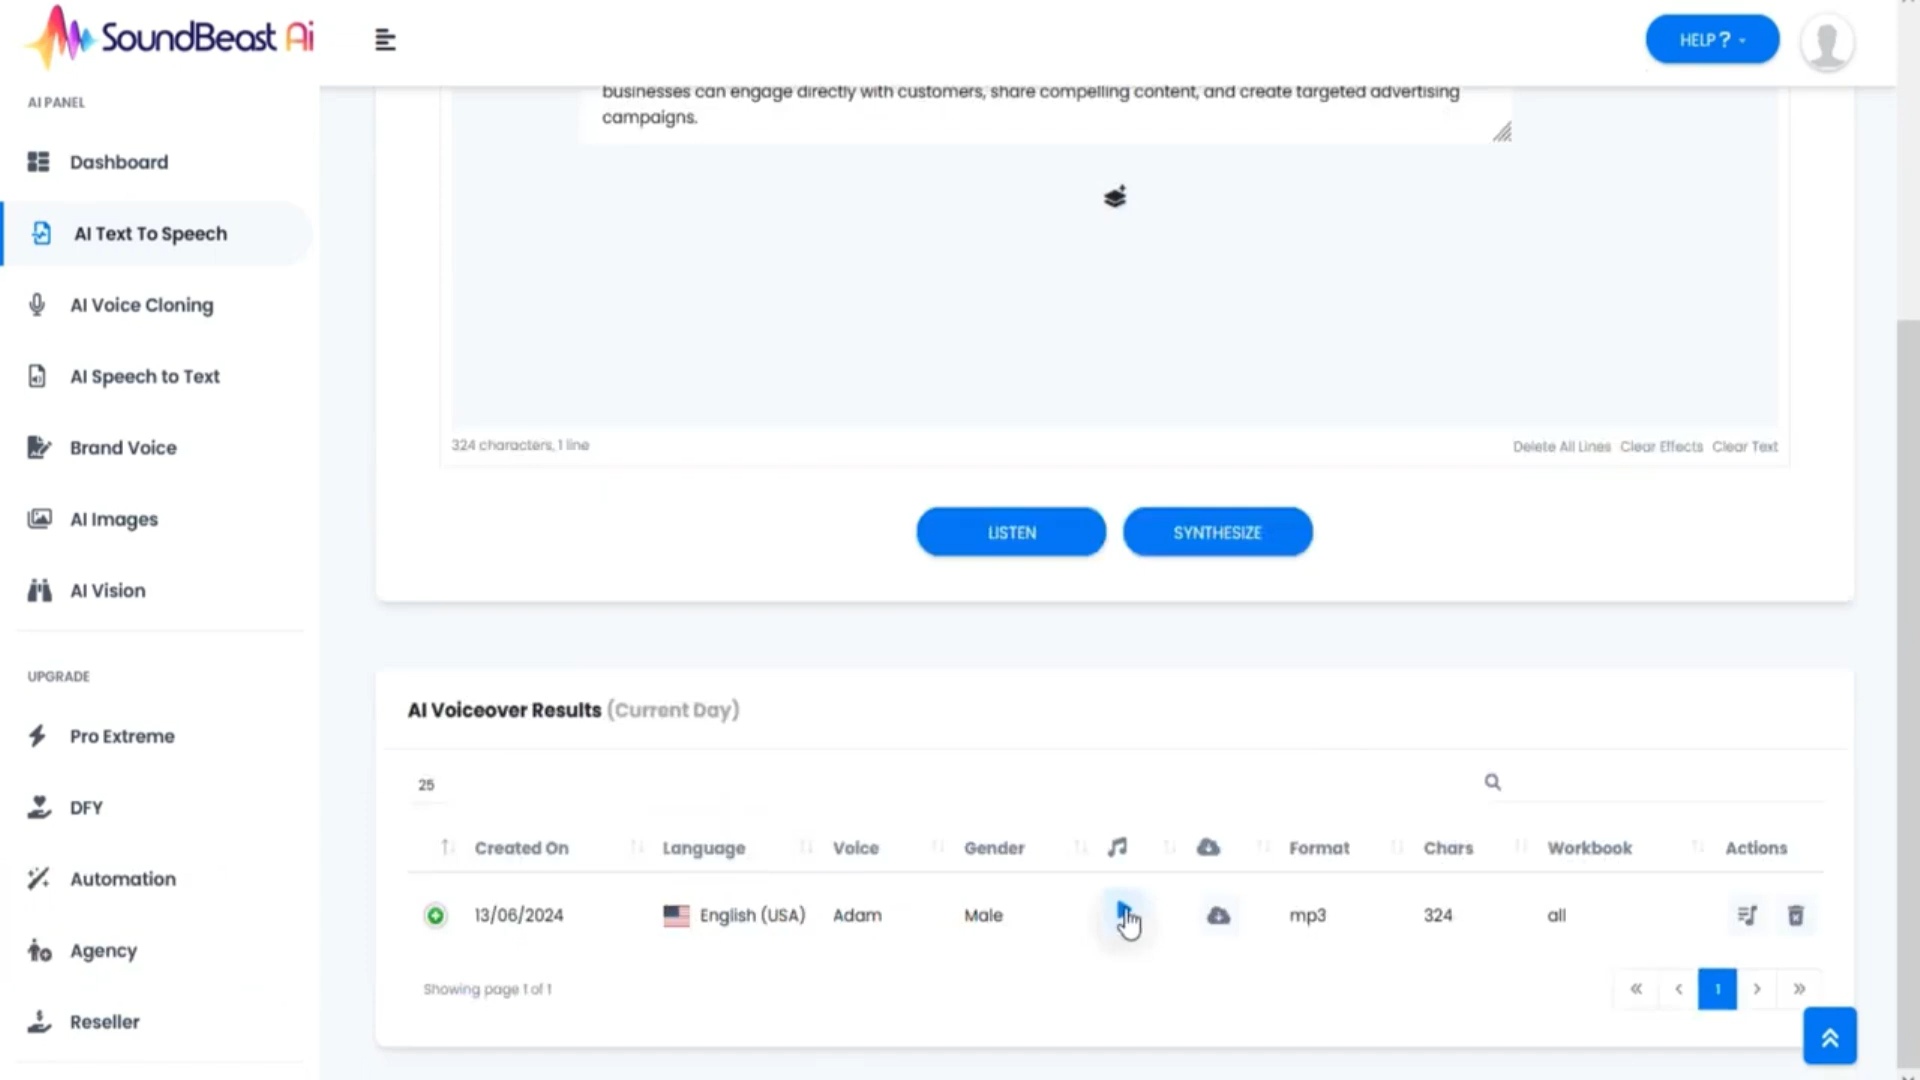 SoundBeast Ai
HELP ?
AI PANEL
Dashboard
AI Text To Speech
AI Voice Cloning
AI Speech to Text
Brand Voice
AI Images
AI Vision
UPGRADE
Pro Extreme
DFY
Automation
Agency
Reseller
businesses can engage directly with customers, share compelling content, and create targeted advertising
campaigns.
324 characters, 1 line
Delete All Lines Clear Effects Clear Text
LISTEN SYNTHESIZE
AI Voiceover Results (Current Day)
25
Created On Language Voice Gender Format Chars Workbook Actions
13/06/2024 English (USA) Adam Male mp3 324 all
Showing page 1 of 1
« ‹ 1 › »